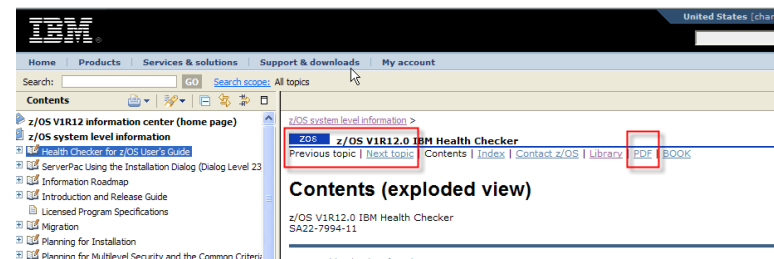 United States [char
IBM®
Home | Products | Services & solutions | Support & downloads | My account
Search: GO Search scope: All topics
Contents
z/OS V1R12 information center (home page)
z/OS system level information
Health Checker for z/OS User's Guide
ServerPac Using the Installation Dialog (Dialog Level 23
Information Roadmap
Introduction and Release Guide
Licensed Program Specifications
Migration
Planning for Installation
Planning for Multilevel Security and the Common Criteria
z/OS system level information >
ZOS z/OS V1R12.0 IBM Health Checker
Previous topic | Next topic | Contents | Index | Contact z/OS | Library | PDF | BOOK
Contents (exploded view)
z/OS V1R12.0 IBM Health Checker
SA22-7994-11